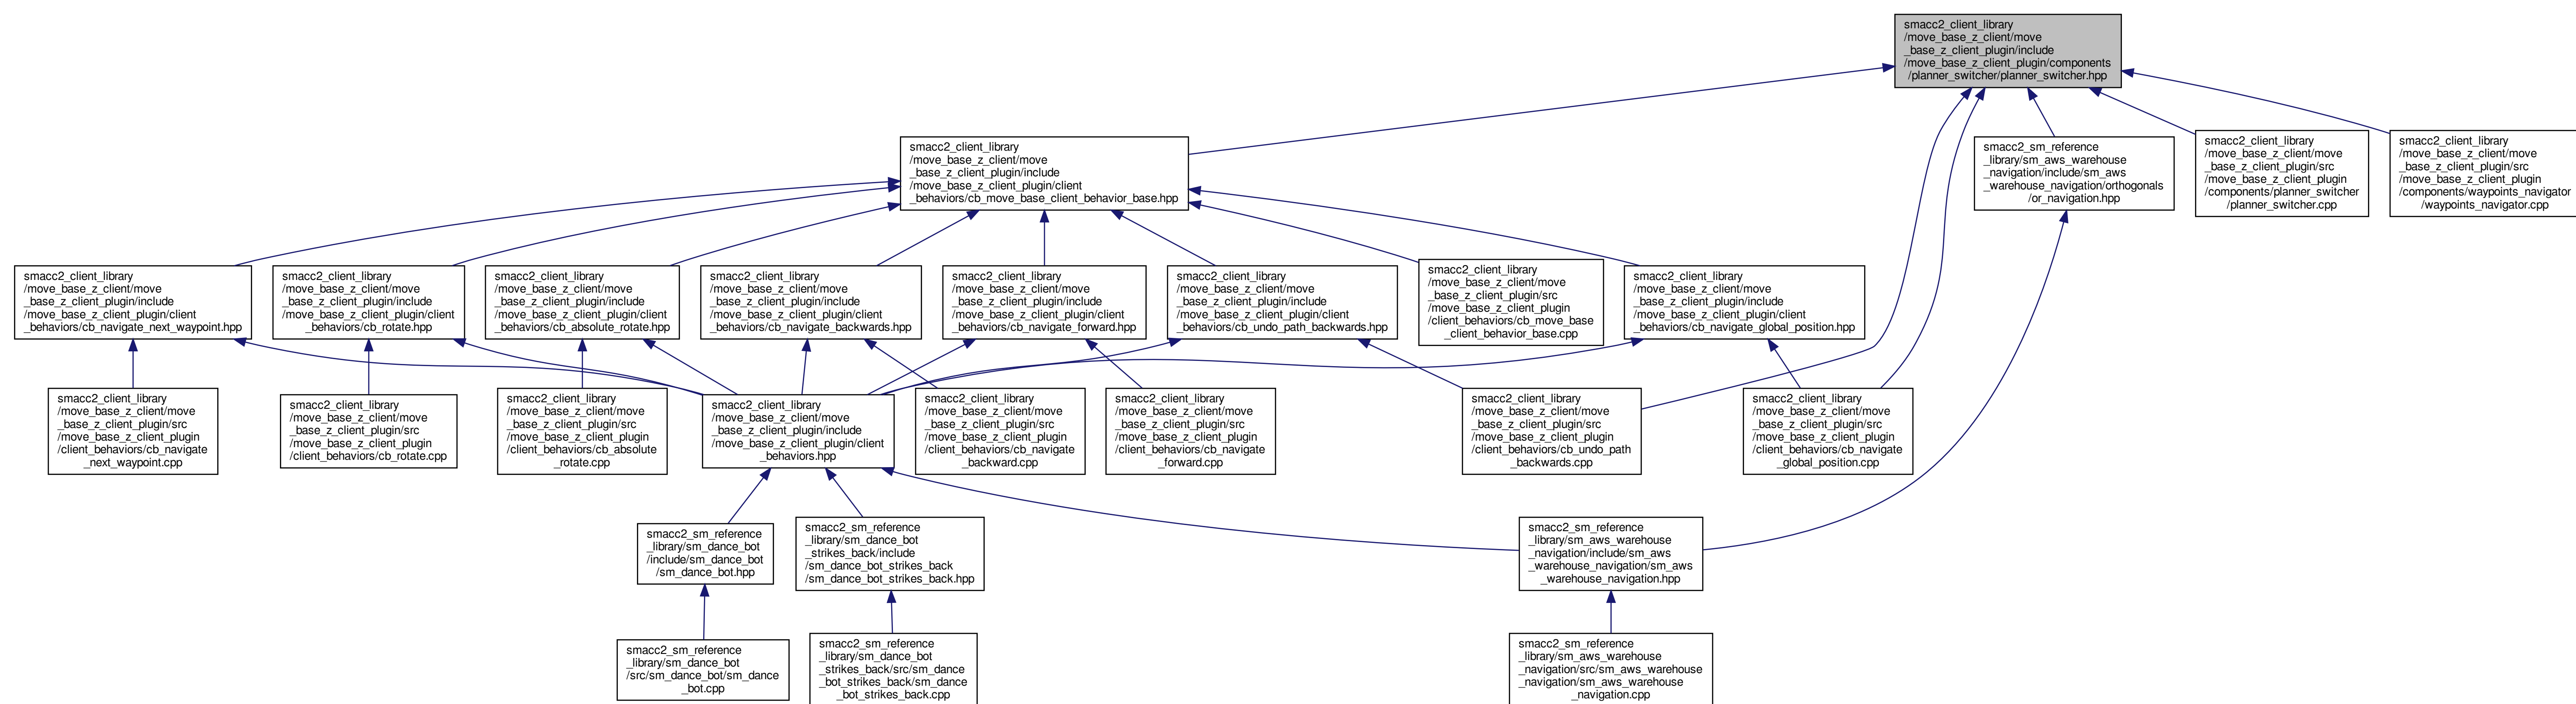 smacc2_client_library
/move_base_z_client/move
_base_z_client_plugin/include
/move_base_z_client_plugin/components
/planner_switcher/planner_switcher.hpp
smacc2_client_library
/move_base_z_client/move
_base_z_client_plugin/include
/move_base_z_client_plugin/client
_behaviors/cb_move_base_client_behavior_base.hpp
smacc2_sm_reference
_library/sm_aws_warehouse
_navigation/include/sm_aws
_warehouse_navigation/orthogonals
/or_navigation.hpp
smacc2_client_library
/move_base_z_client/move
_base_z_client_plugin/src
/move_base_z_client_plugin
/components/planner_switcher
/planner_switcher.cpp
smacc2_client_library
/move_base_z_client/move
_base_z_client_plugin/src
/move_base_z_client_plugin
/components/waypoints_navigator
/waypoints_navigator.cpp
smacc2_client_library
/move_base_z_client/move
_base_z_client_plugin/include
/move_base_z_client_plugin/client
_behaviors/cb_navigate_next_waypoint.hpp
smacc2_client_library
/move_base_z_client/move
_base_z_client_plugin/include
/move_base_z_client_plugin/client
_behaviors/cb_rotate.hpp
smacc2_client_library
/move_base_z_client/move
_base_z_client_plugin/include
/move_base_z_client_plugin/client
_behaviors/cb_absolute_rotate.hpp
smacc2_client_library
/move_base_z_client/move
_base_z_client_plugin/include
/move_base_z_client_plugin/client
_behaviors/cb_navigate_backwards.hpp
smacc2_client_library
/move_base_z_client/move
_base_z_client_plugin/include
/move_base_z_client_plugin/client
_behaviors/cb_navigate_forward.hpp
smacc2_client_library
/move_base_z_client/move
_base_z_client_plugin/include
/move_base_z_client_plugin/client
_behaviors/cb_undo_path_backwards.hpp
smacc2_client_library
/move_base_z_client/move
_base_z_client_plugin/src
/move_base_z_client_plugin
/client_behaviors/cb_move_base
_client_behavior_base.cpp
smacc2_client_library
/move_base_z_client/move
_base_z_client_plugin/include
/move_base_z_client_plugin/client
_behaviors/cb_navigate_global_position.hpp
smacc2_client_library
/move_base_z_client/move
_base_z_client_plugin/src
/move_base_z_client_plugin
/client_behaviors/cb_navigate
_next_waypoint.cpp
smacc2_client_library
/move_base_z_client/move
_base_z_client_plugin/src
/move_base_z_client_plugin
/client_behaviors/cb_rotate.cpp
smacc2_client_library
/move_base_z_client/move
_base_z_client_plugin/src
/move_base_z_client_plugin
/client_behaviors/cb_absolute
_rotate.cpp
smacc2_client_library
/move_base_z_client/move
_base_z_client_plugin/include
/move_base_z_client_plugin/client
_behaviors.hpp
smacc2_client_library
/move_base_z_client/move
_base_z_client_plugin/src
/move_base_z_client_plugin
/client_behaviors/cb_navigate
_backward.cpp
smacc2_client_library
/move_base_z_client/move
_base_z_client_plugin/src
/move_base_z_client_plugin
/client_behaviors/cb_navigate
_forward.cpp
smacc2_client_library
/move_base_z_client/move
_base_z_client_plugin/src
/move_base_z_client_plugin
/client_behaviors/cb_undo_path
_backwards.cpp
smacc2_client_library
/move_base_z_client/move
_base_z_client_plugin/src
/move_base_z_client_plugin
/client_behaviors/cb_navigate
_global_position.cpp
smacc2_sm_reference
_library/sm_dance_bot
/include/sm_dance_bot
/sm_dance_bot.hpp
smacc2_sm_reference
_library/sm_dance_bot
_strikes_back/include
/sm_dance_bot_strikes_back
/sm_dance_bot_strikes_back.hpp
smacc2_sm_reference
_library/sm_aws_warehouse
_navigation/include/sm_aws
_warehouse_navigation/sm_aws
_warehouse_navigation.hpp
smacc2_sm_reference
_library/sm_dance_bot
/src/sm_dance_bot/sm_dance
_bot.cpp
smacc2_sm_reference
_library/sm_dance_bot
_strikes_back/src/sm_dance
_bot_strikes_back/sm_dance
_bot_strikes_back.cpp
smacc2_sm_reference
_library/sm_aws_warehouse
_navigation/src/sm_aws_warehouse
_navigation/sm_aws_warehouse
_navigation.cpp